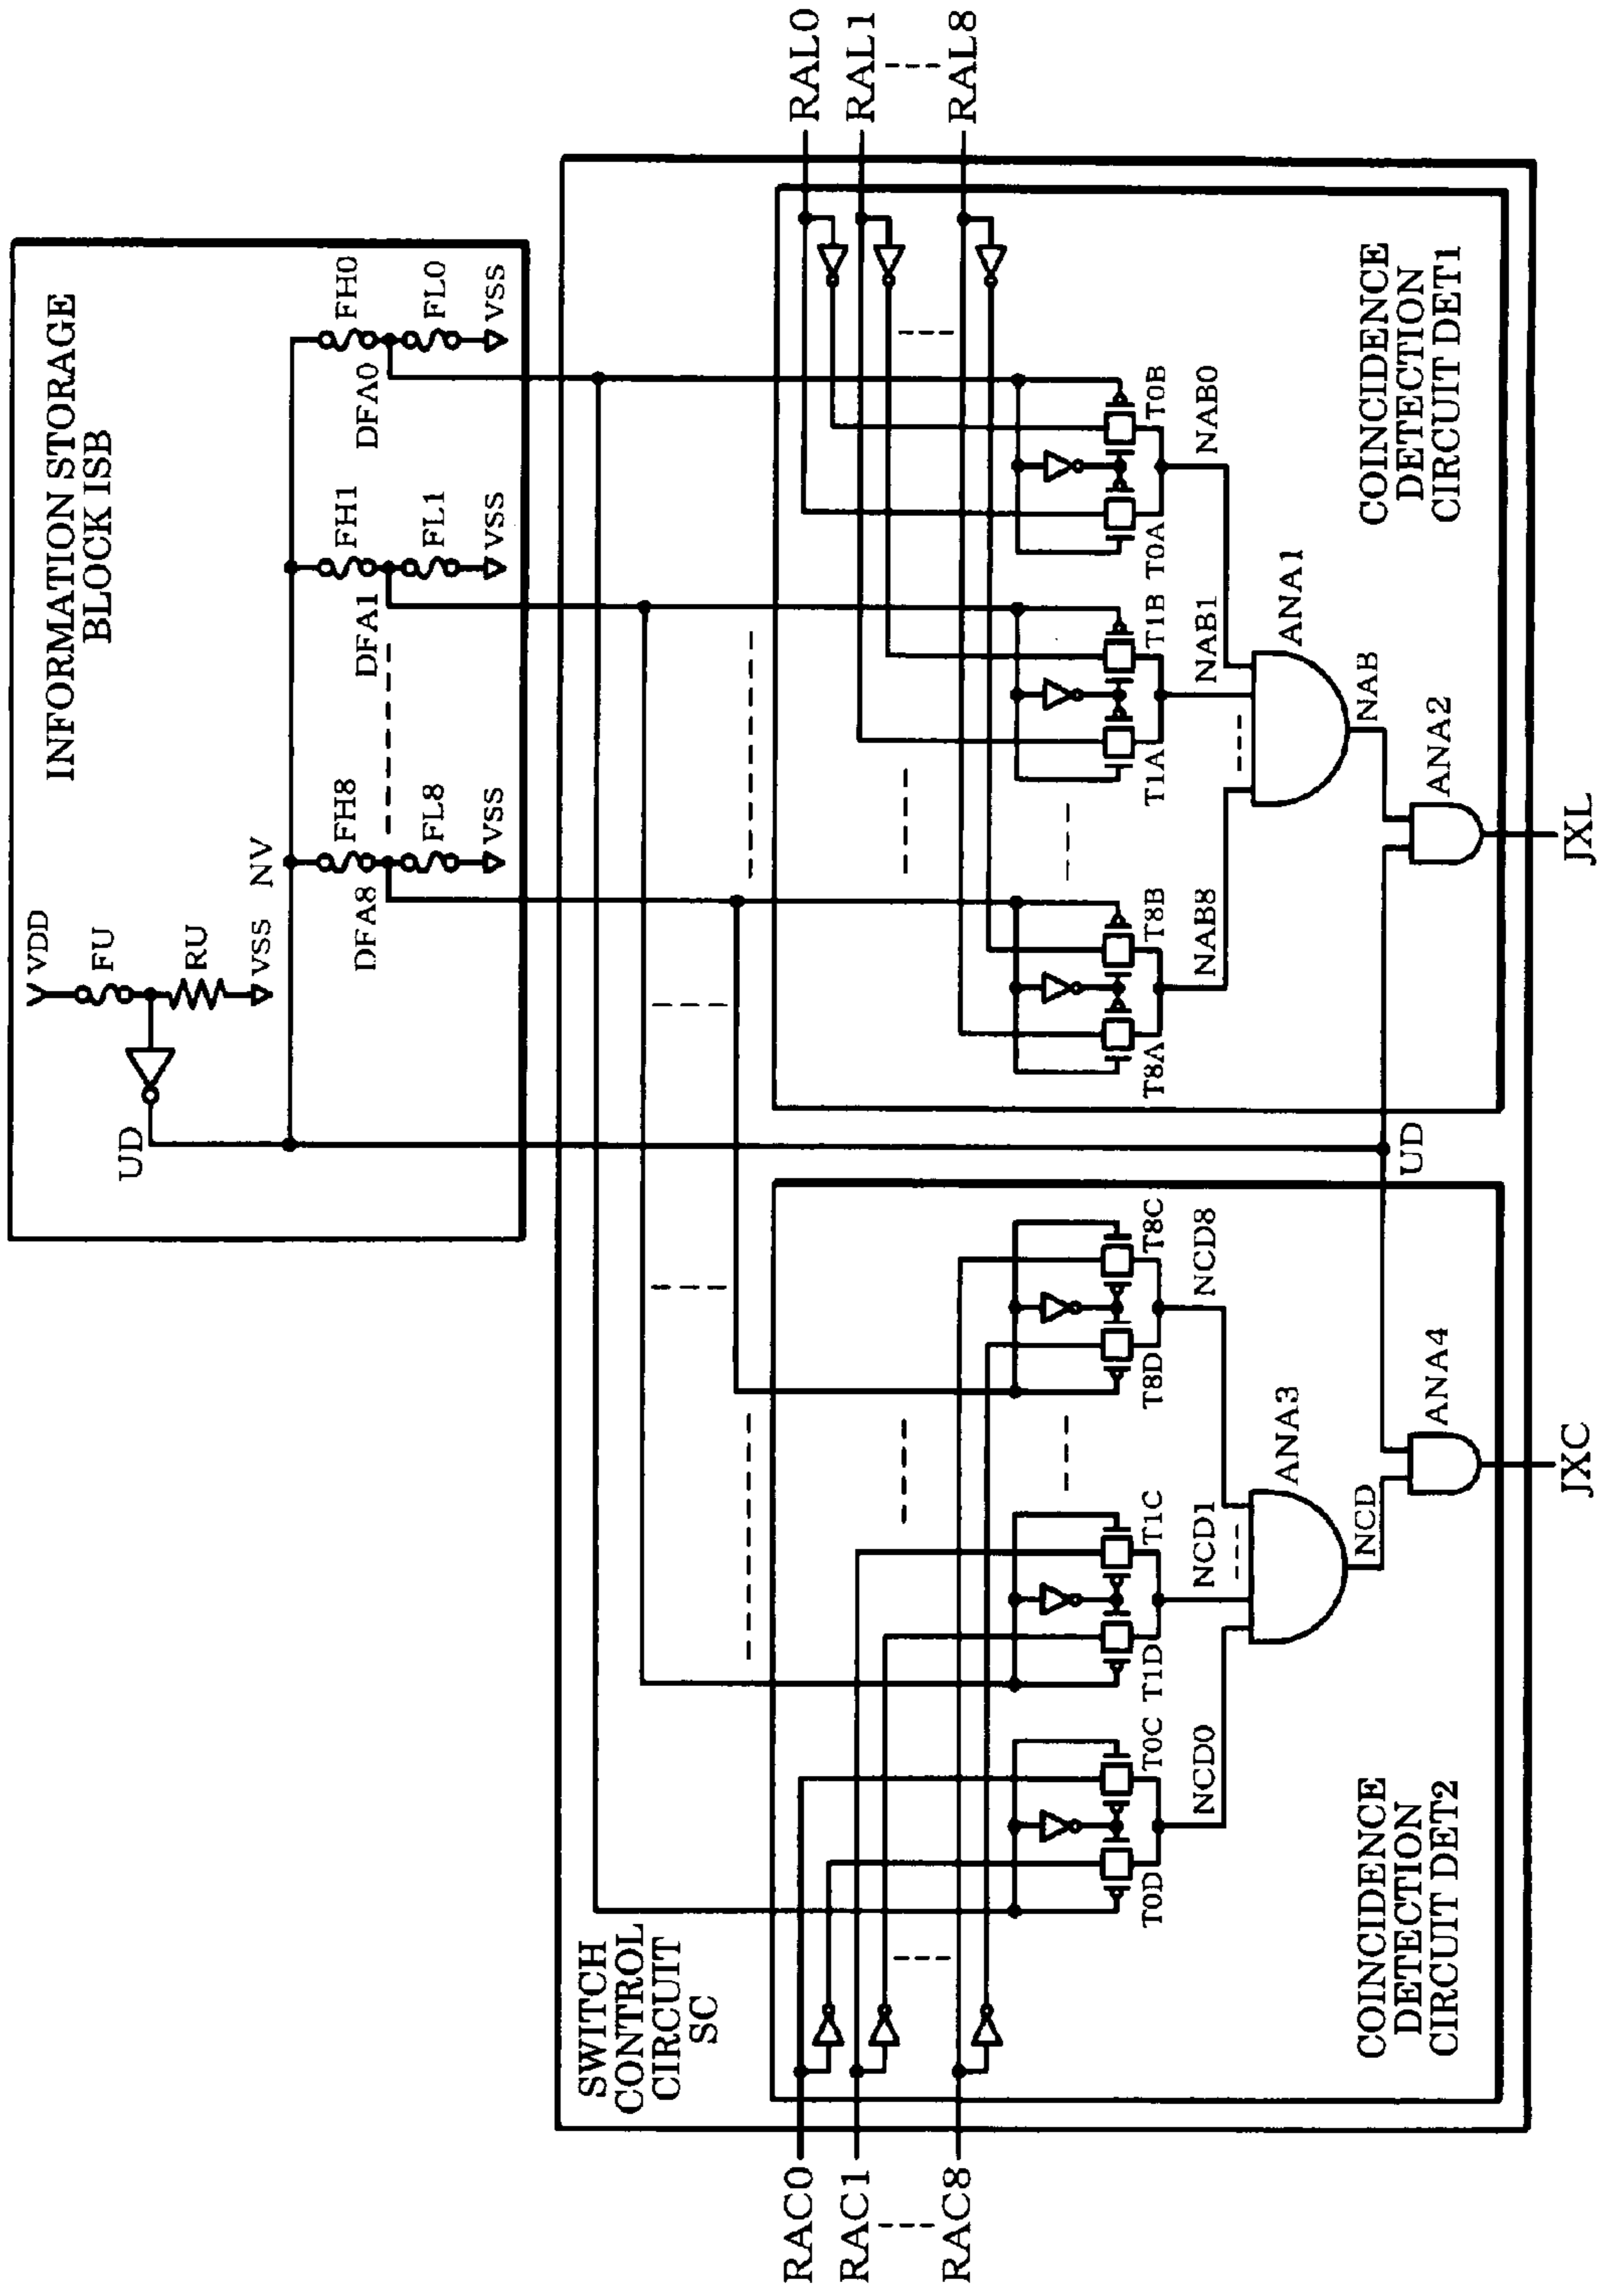 INFORMATION STORAGE
BLOCK ISB
VDD
FU
RU
VSS
UD
NV
FH8
FL8
VSS
DFA8
FH1
FL1
VSS
DFA1
FH0
FL0
VSS
DFA0
SWITCH
CONTROL
CIRCUIT
SC
RAC0
RAC1
RAC8
RAL0
RAL1
RAL8
T0D
T0C
T1D
T1C
T8D
T8C
T8A
T8B
T1A
T1B
T0A
T0B
NCD0
NCD1
NCD8
NAB8
NAB1
NAB0
ANA3
ANA1
NCD
NAB
UD
ANA4
ANA2
COINCIDENCE
DETECTION
CIRCUIT DET2
COINCIDENCE
DETECTION
CIRCUIT DET1
JXC
JXL